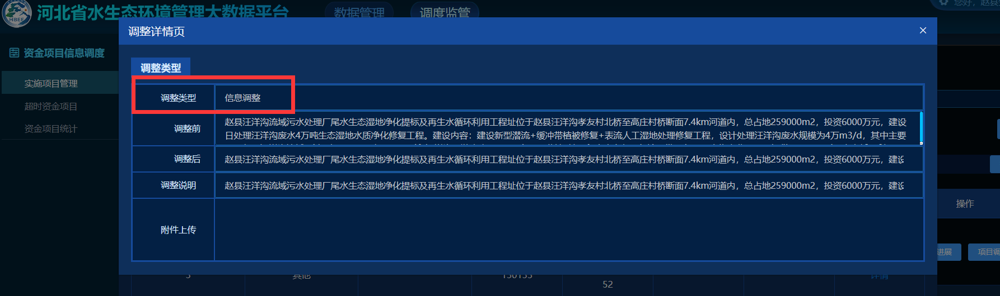 河北省水生态环境管理大数据平台
数据管理
调度监管
您好，赵县
HBEE
调整详情页
资金项目信息调度
实施项目管理
超时资金项目
资金项目统计
调整类型
调整类型
信息调整
调整前
赵县汪洋沟流域污水处理厂尾水生态湿地净化提标及再生水循环利用工程址位于赵县汪洋沟孝友村北桥至高庄村桥断面7.4km河道内，总占地259000m2，投资6000万元，建设
日处理汪洋沟废水4万吨生态湿地水质净化修复工程。建设内容：建设新型潜流+缓冲带植被修复+表流人工湿地处理修复工程，设计处理汪洋沟废水规模为4万m3/d，其中主要
调整后
赵县汪洋沟流域污水处理厂尾水生态湿地净化提标及再生水循环利用工程址位于赵县汪洋沟孝友村北桥至高庄村桥断面7.4km河道内，总占地259000m2，投资6000万元，建设
调整说明
赵县汪洋沟流域污水处理厂尾水生态湿地净化提标及再生水循环利用工程址位于赵县汪洋沟孝友村北桥至高庄村桥断面7.4km河道内，总占地259000m2，投资6000万元，建设
附件上传
操作
进展
项目调
其他
130133
52
详情